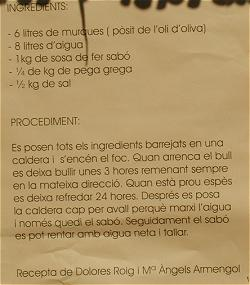 INGREDIENTS:
- 6 litres de murques ( pòsit de l'oli d'oliva)
- 8 litres d'aigua
- 1kg de sosa de fer sabó
- ¼ de kg de pega grega
- ½ kg de sal
PROCEDIMENT:
Es posen tots els ingredients barrejats en una
caldera i s'encén el foc. Quan arrenca el bull
es deixa bullir unes 3 hores remenant sempre
en la mateixa direcció. Quan està prou espès
es deixa refredar 24 hores. Després es posa
la caldera cap per avall perquè marxi l'aigua
i només quedi el sabó. Seguidament el sabó
es pot rentar amb aigua neta i tallar.
Recepta de Dolores Roig i Mª Àngels Armengol